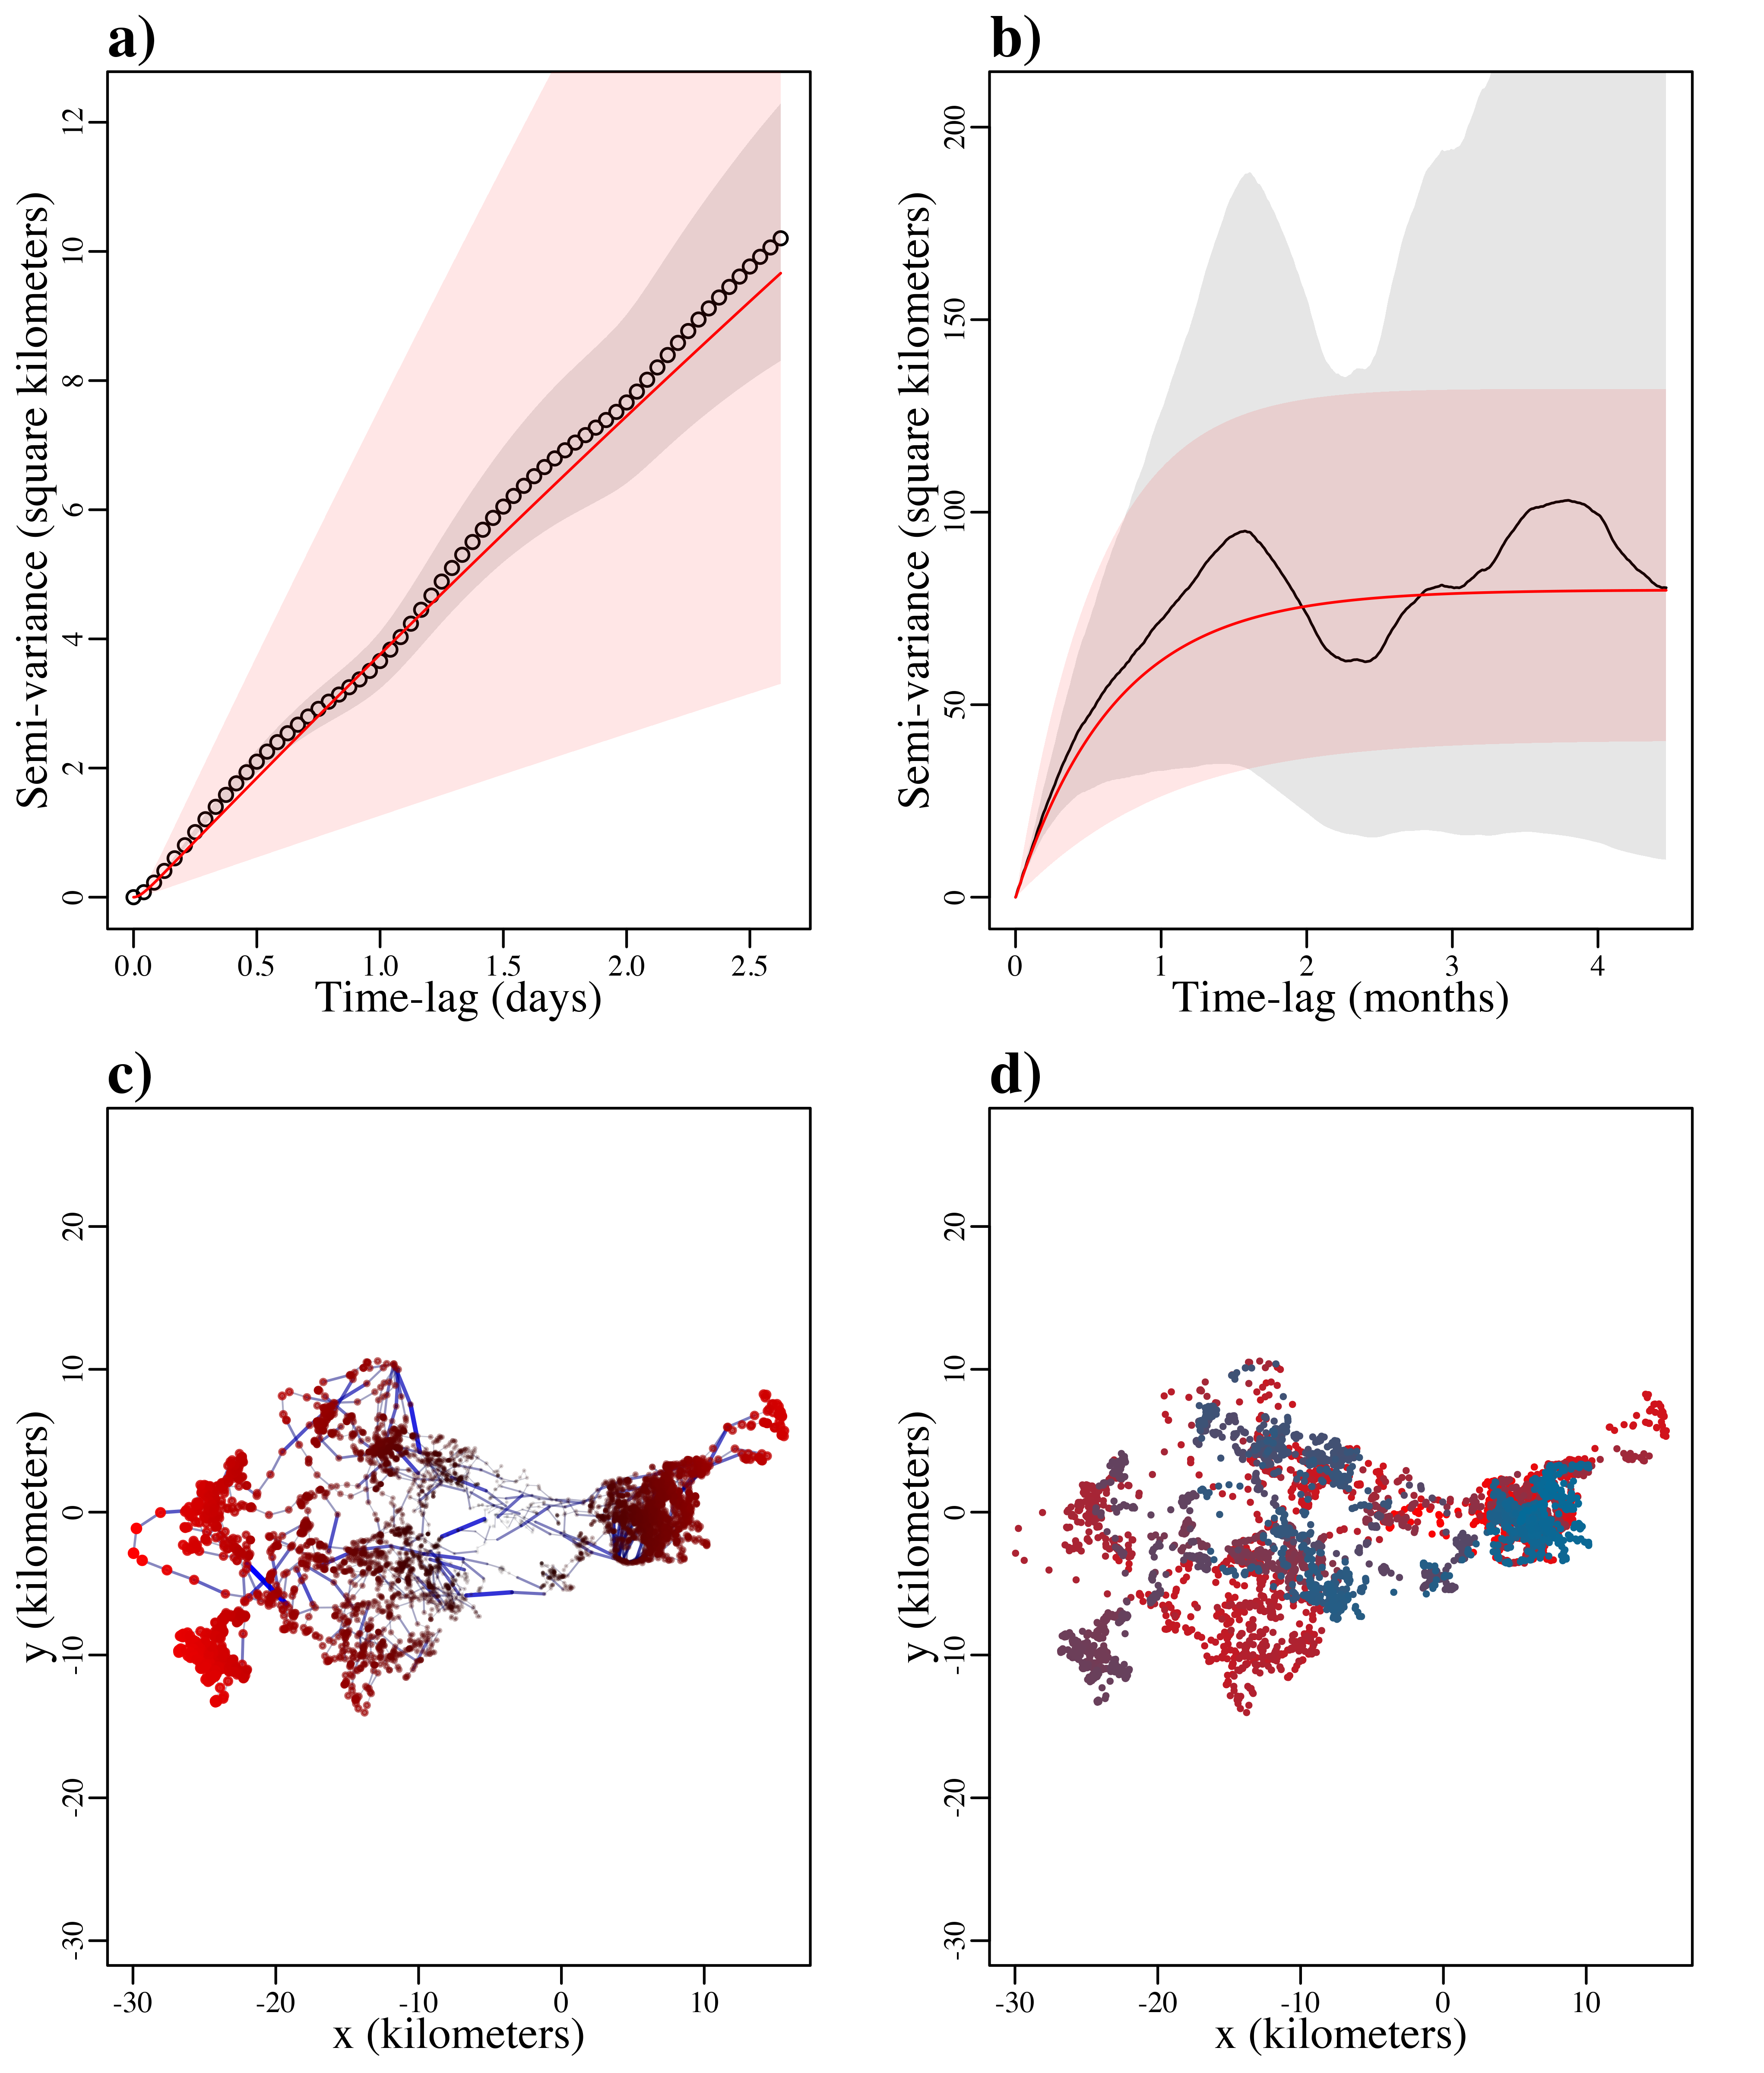 a)
Semi-variance (square kilometers)
12
10
8
6
4
2
0
0.0 0.5 1.0 1.5 2.0 2.5
Time-lag (days)
b)
Semi-variance (square kilometers)
200
150
100
50
0
0 1 2 3 4
Time-lag (months)
c)
y (kilometers)
20
10
0
-10
-20
-30
-30 -20 -10 0 10
x (kilometers)
d)
y (kilometers)
20
10
0
-10
-20
-30
-30 -20 -10 0 10
x (kilometers)